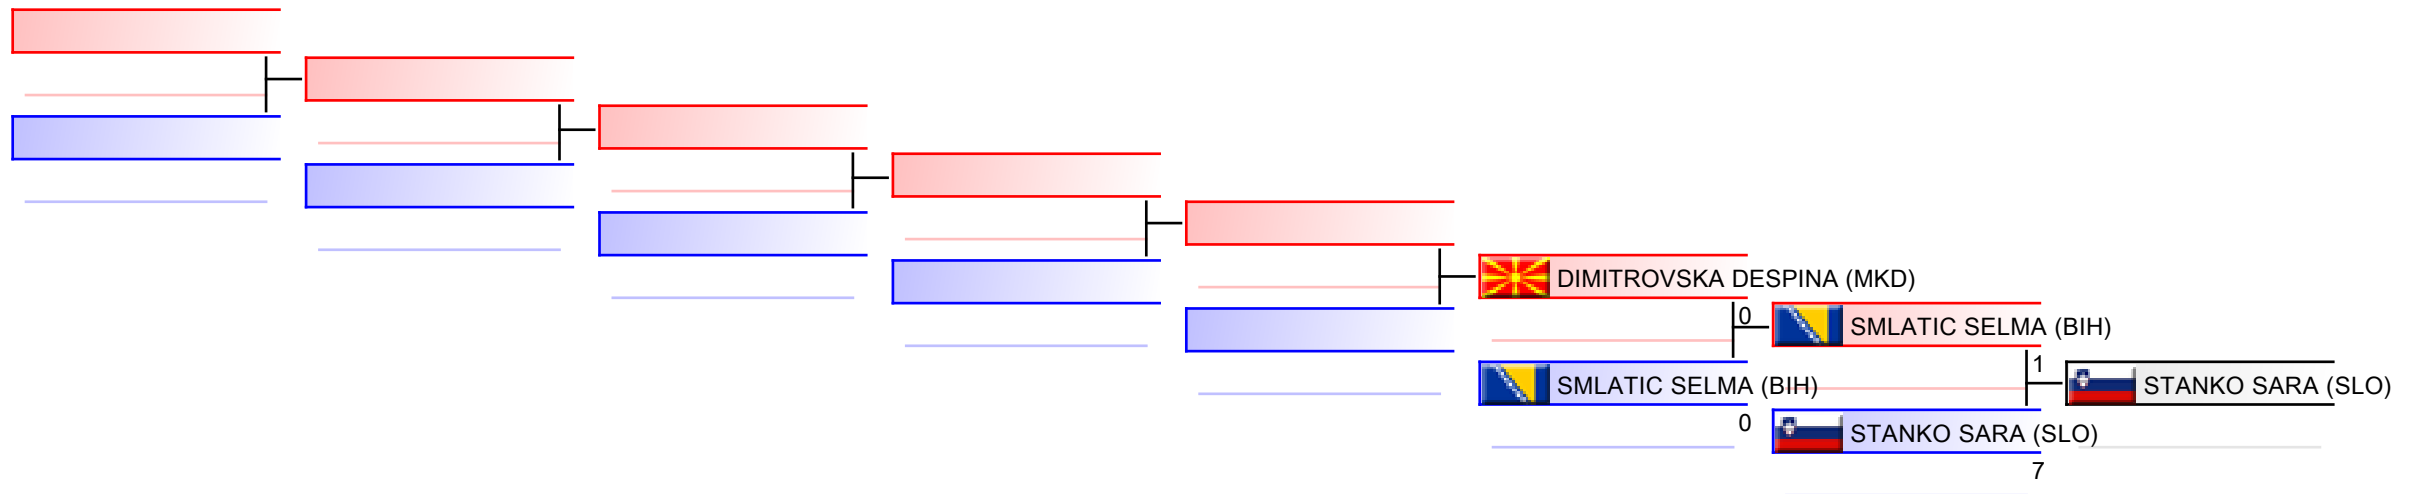 DIMITROVSKA DESPINA (MKD)
0
SMLATIC SELMA (BIH)
1
SMLATIC SELMA (BIH)
STANKO SARA (SLO)
0
STANKO SARA (SLO)
7